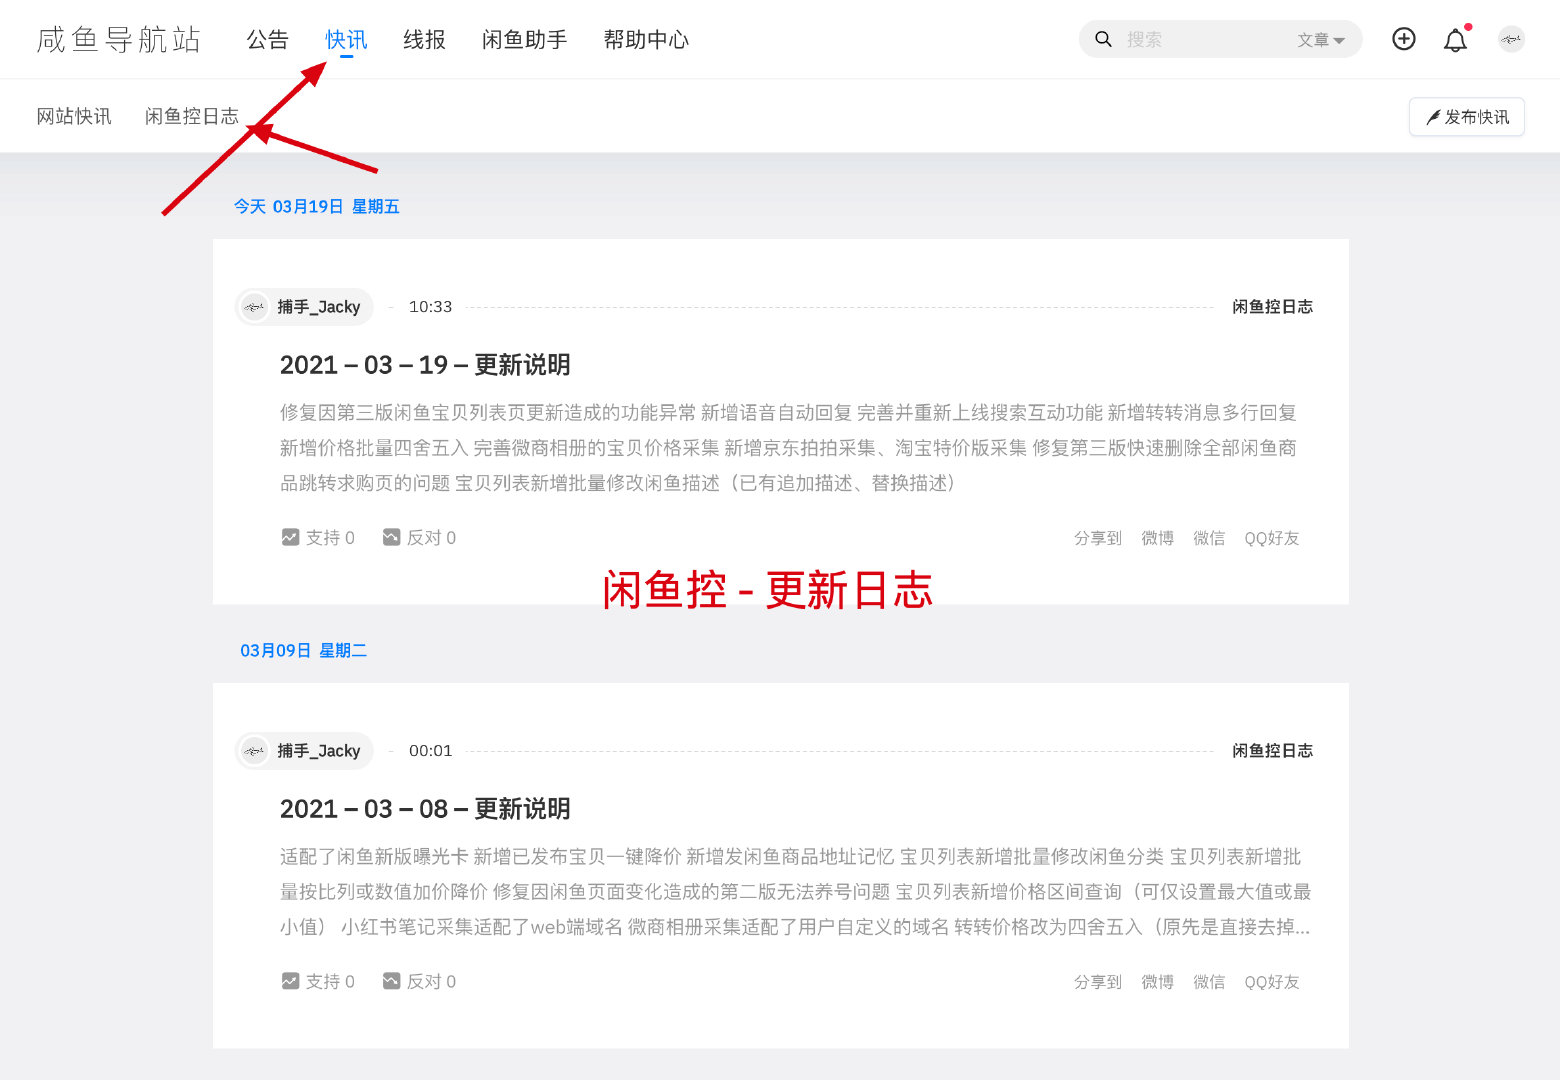 咸鱼导航站 公告 快讯 线报 闲鱼助手 帮助中心 搜索 文章
网站快讯 闲鱼控日志 发布快讯
今天 03月19日 星期五
捕手_Jacky - 10:33 闲鱼控日志
2021 – 03 – 19 – 更新说明
修复因第三版闲鱼宝贝列表页更新造成的功能异常 新增语音自动回复 完善并重新上线搜索互动功能 新增转转消息多行回复
新增价格批量四舍五入 完善微商相册的宝贝价格采集 新增京东拍拍采集、淘宝特价版采集 修复第三版快速删除全部闲鱼商
品跳转求购页的问题 宝贝列表新增批量修改闲鱼描述（已有追加描述、替换描述）
支持 0 反对 0 分享到 微博 微信 QQ好友
闲鱼控 - 更新日志
03月09日 星期二
捕手_Jacky - 00:01 闲鱼控日志
2021 – 03 – 08 – 更新说明
适配了闲鱼新版曝光卡 新增已发布宝贝一键降价 新增发闲鱼商品地址记忆 宝贝列表新增批量修改闲鱼分类 宝贝列表新增批
量按比列或数值加价降价 修复因闲鱼页面变化造成的第二版无法养号问题 宝贝列表新增价格区间查询（可仅设置最大值或最
小值） 小红书笔记采集适配了web端域名 微商相册采集适配了用户自定义的域名 转转价格改为四舍五入（原先是直接去掉...
支持 0 反对 0 分享到 微博 微信 QQ好友